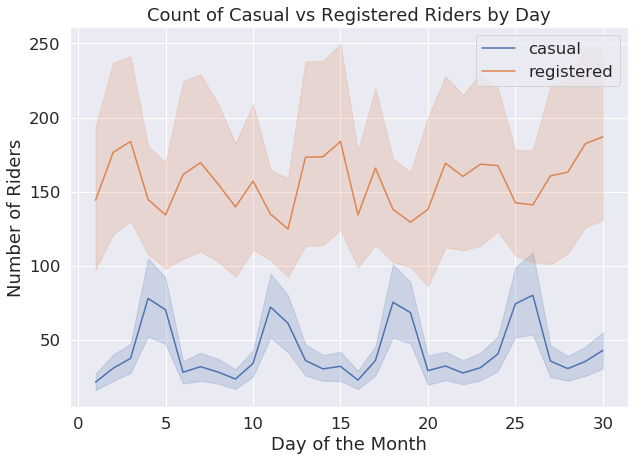 Count of Casual vs Registered Riders by Day
casual
registered
250
200
150
100
50
Number of Riders
0 5 10 15 20 25 30
Day of the Month